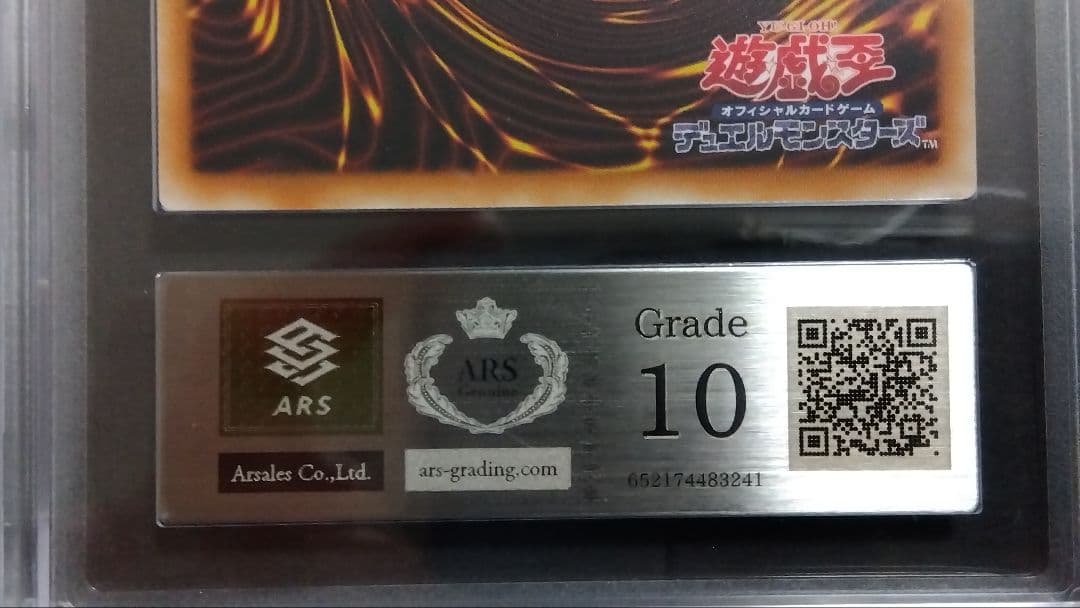 YU-GI-OH!
遊戯王
オフィシャルカードゲーム
デュエルモンスターズ™
ARS
Arsales Co.,Ltd.
ARS
Genuine
ars-grading.com
Grade
10
652174483241